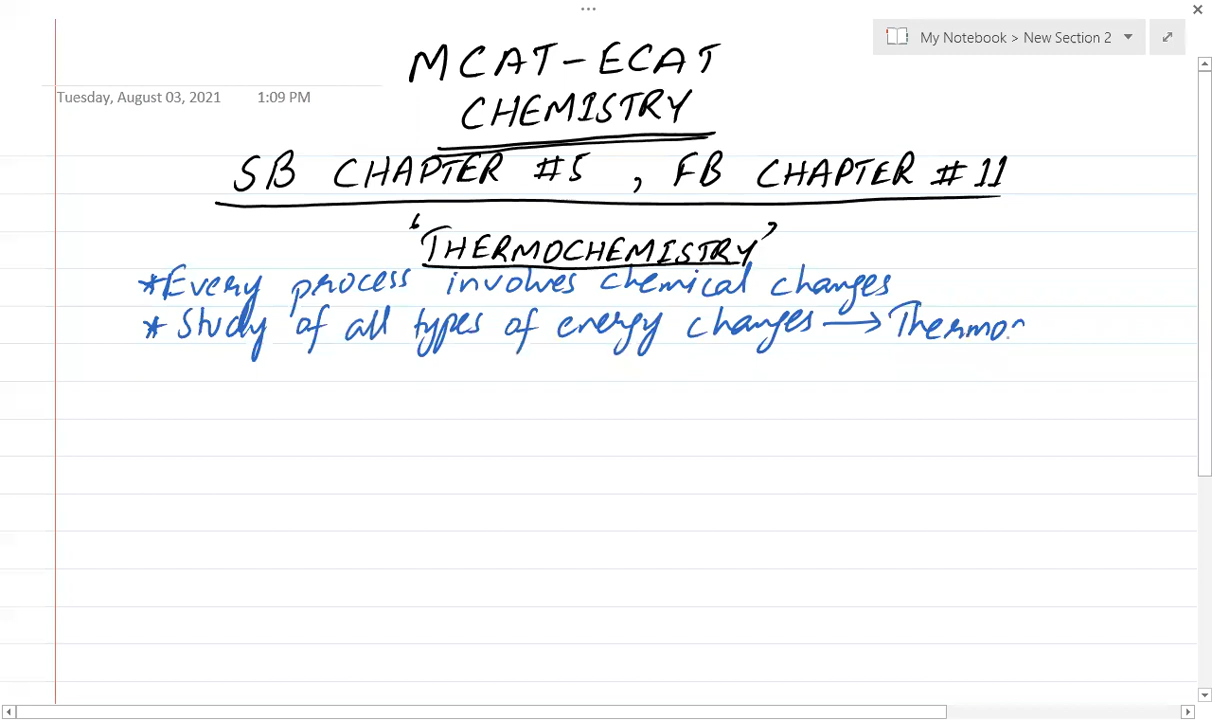 ...
My Notebook > New Section 2
MCAT-ECAT
Tuesday, August 03, 2021 1:09 PM
CHEMISTRY
SB CHAPTER #5 , FB CHAPTER #11
'THERMOCHEMISTRY'
*Every process involves chemical changes
* Study of all types of energy changes → Thermo